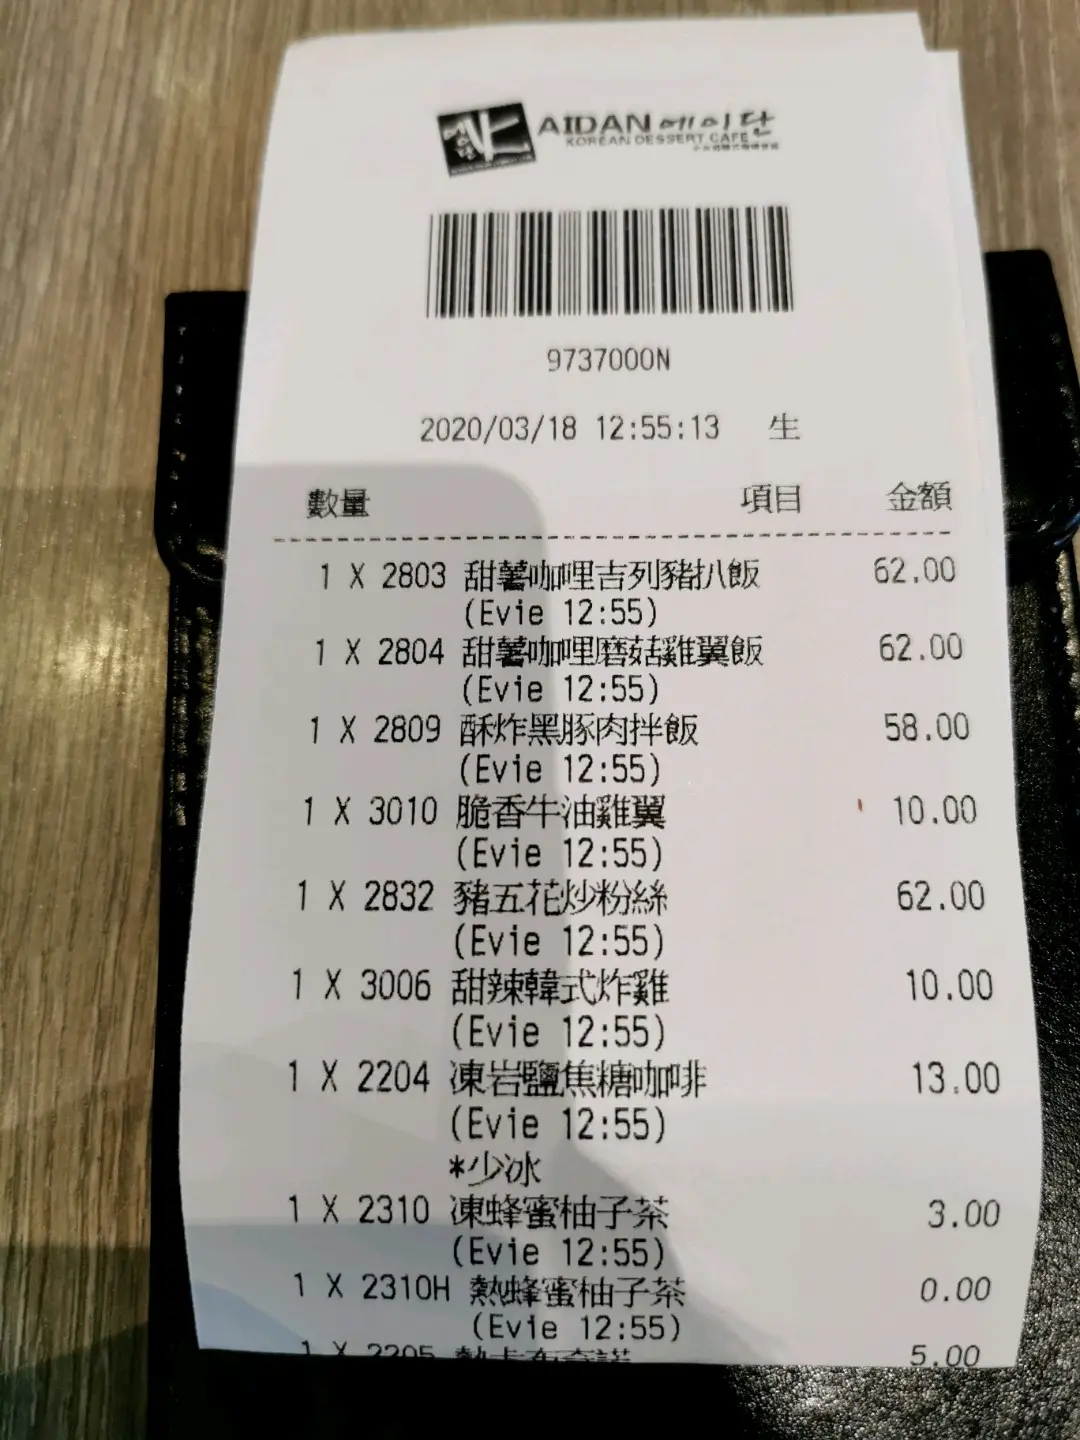 AIDAN 에이단
KOREAN DESSERT CAFE
9737000N
2020/03/18 12:55:13 生
數量 項目 金額
1 X 2803 甜薯咖哩吉列豬扒飯 62.00
(Evie 12:55)
1 X 2804 甜薯咖哩磨菇雞翼飯 62.00
(Evie 12:55)
1 X 2809 酥炸黑豚肉拌飯 58.00
(Evie 12:55)
1 X 3010 脆香牛油雞翼 10.00
(Evie 12:55)
1 X 2832 豬五花炒粉絲 62.00
(Evie 12:55)
1 X 3006 甜辣韓式炸雞 10.00
(Evie 12:55)
1 X 2204 凍岩鹽焦糖咖啡 13.00
(Evie 12:55)
*少冰
1 X 2310 凍蜂蜜柚子茶 3.00
(Evie 12:55)
1 X 2310H 熱蜂蜜柚子茶 0.00
(Evie 12:55)
1 X 2205 熱卡布奇諾 5.00